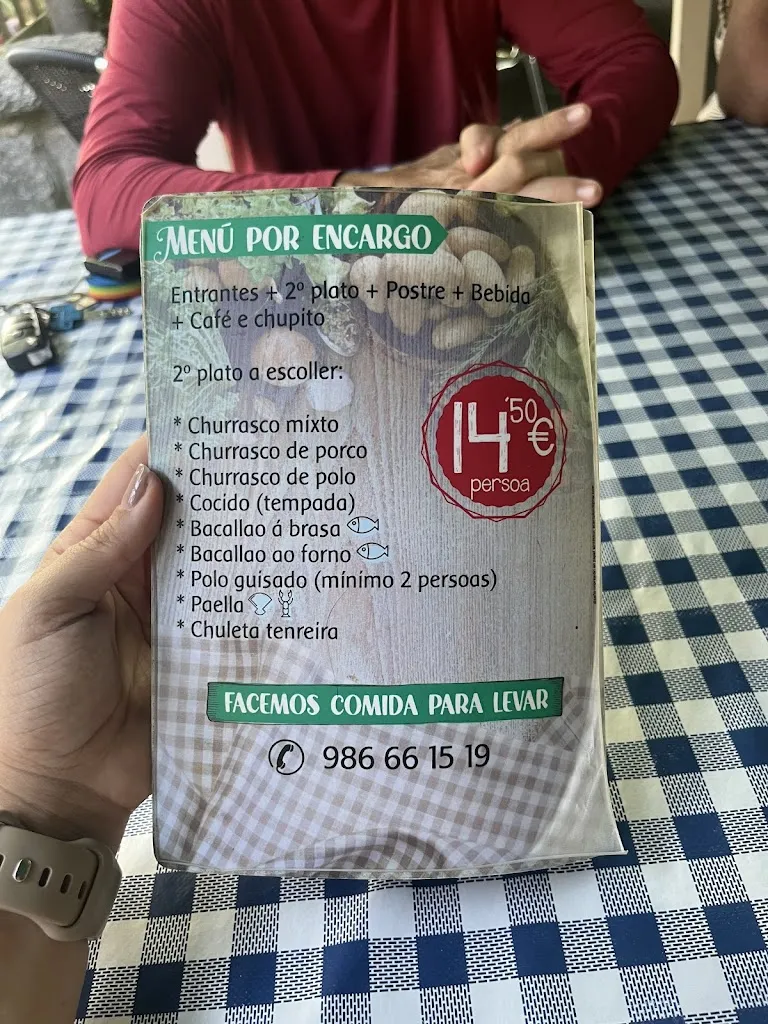 MENÚ POR ENCARGO
Entrantes + 2º plato + Postre + Bebida
+ Café e chupito
2º plato a escoller:
14'50€
persoa
* Churrasco mixto
* Churrasco de porco
* Churrasco de polo
* Cocido (tempada)
* Bacallao á brasa
* Bacallao ao forno
* Polo guisado (mínimo 2 persoas)
* Paella
* Chuleta tenreira
FACEMOS COMIDA PARA LEVAR
986 66 15 19